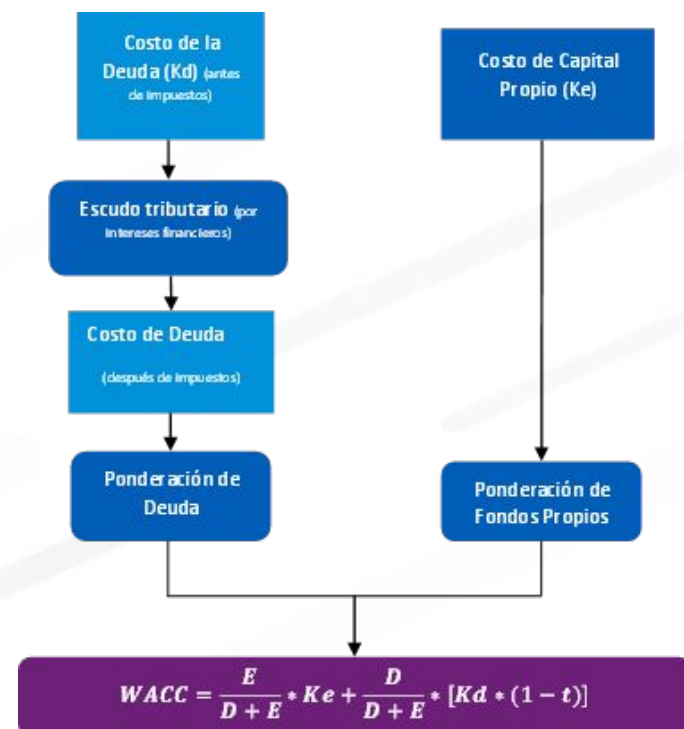 Costo de la
Deuda (Kd) (antes
de impuestos)
Costo de Capital
Propio (Ke)
Escudo tributario (por
intereses financieros)
Costo de Deuda
(después de impuestos)
Ponderación de
Deuda
Ponderación de
Fondos Propios
WACC = E / (D + E) * Ke + D / (D + E) * [Kd * (1 − t)]